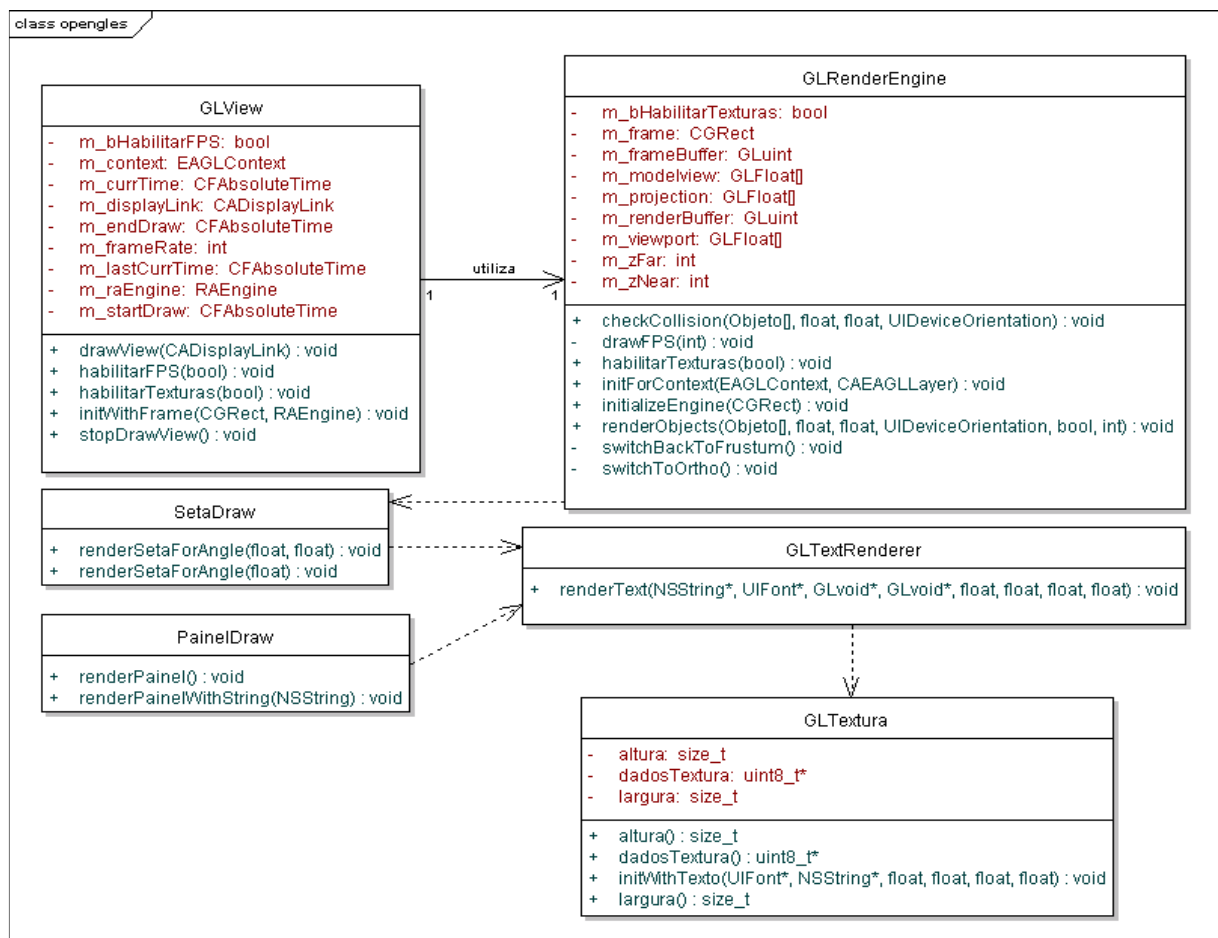 class opengles
GLView
- m_bHabilitarFPS: bool
- m_context: EAGLContext
- m_currTime: CFAbsoluteTime
- m_displayLink: CADisplayLink
- m_endDraw: CFAbsoluteTime
- m_frameRate: int
- m_lastCurrTime: CFAbsoluteTime
- m_raEngine: RAEngine
- m_startDraw: CFAbsoluteTime
+ drawView(CADisplayLink) : void
+ habilitarFPS(bool) : void
+ habilitarTexturas(bool) : void
+ initWithFrame(CGRect, RAEngine) : void
+ stopDrawView() : void
utiliza
1
1
GLRenderEngine
- m_bHabilitarTexturas: bool
- m_frame: CGRect
- m_frameBuffer: GLuint
- m_modelview: GLFloat[]
- m_projection: GLFloat[]
- m_renderBuffer: GLuint
- m_viewport: GLFloat[]
- m_zFar: int
- m_zNear: int
+ checkCollision(Objeto[], float, float, UIDeviceOrientation) : void
- drawFPS(int) : void
+ habilitarTexturas(bool) : void
+ initForContext(EAGLContext, CAEAGLLayer) : void
+ initializeEngine(CGRect) : void
+ renderObjects(Objeto[], float, float, UIDeviceOrientation, bool, int) : void
- switchBackToFrustum() : void
- switchToOrtho() : void
SetaDraw
+ renderSetaForAngle(float, float) : void
+ renderSetaForAngle(float) : void
GLTextRenderer
+ renderText(NSString*, UIFont*, GLvoid*, GLvoid*, float, float, float, float) : void
PainelDraw
+ renderPainel() : void
+ renderPainelWithString(NSString) : void
GLTextura
- altura: size_t
- dadosTextura: uint8_t*
- largura: size_t
+ altura() : size_t
+ dadosTextura() : uint8_t*
+ initWithTexto(UIFont*, NSString*, float, float, float, float) : void
+ largura() : size_t